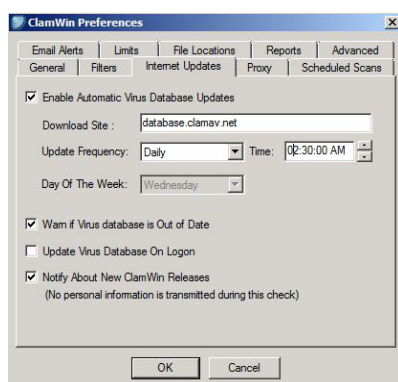 ClamWin Preferences
Email Alerts Limits File Locations Reports Advanced
General Filters Internet Updates Proxy Scheduled Scans
Enable Automatic Virus Database Updates
Download Site : database.clamav.net
Update Frequency: Daily Time: 02:30:00 AM
Day Of The Week: Wednesday
Warn if Virus database is Out of Date
Update Virus Database On Logon
Notify About New ClamWin Releases
(No personal information is transmitted during this check)
OK Cancel